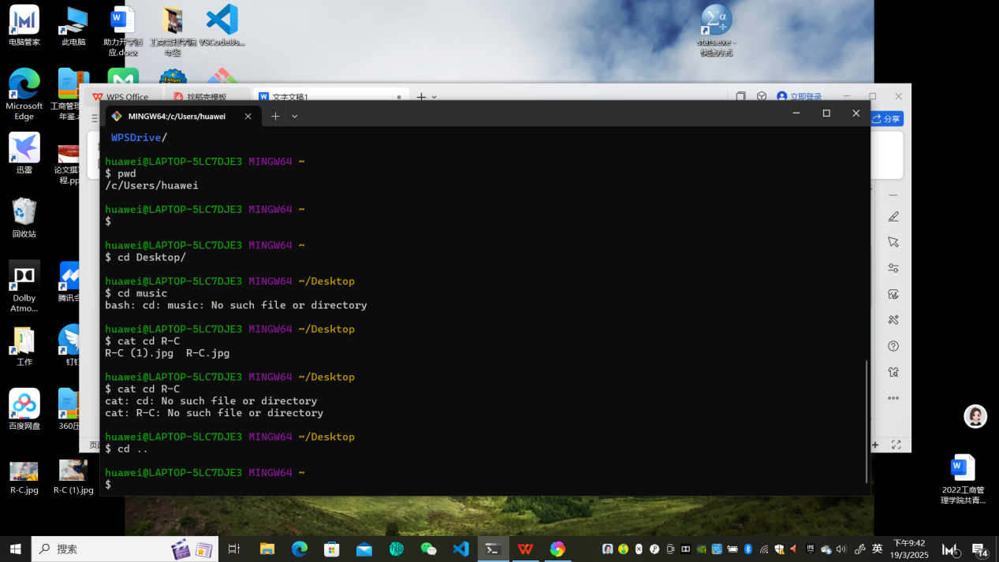 电脑管家
此电脑
助力开学适
应.docx
工商管理学院
年鉴
VSCodeUs...
stats.exe -
快捷方式
Microsoft
Edge
工商管理
年鉴.z
WPS Office
找稻壳模板
文字文稿1
立即登录
分享
MINGW64:/c/Users/huawei
迅雷
论文撰
程.pp
回收站
Dolby
Atmo...
腾讯会
工作
钉钉
百度网盘
360压
页面
R-C.jpg
R-C (1).jpg
WPSDrive/
huawei@LAPTOP-5LC7DJE3 MINGW64 ~
$ pwd
/c/Users/huawei
huawei@LAPTOP-5LC7DJE3 MINGW64 ~
$
huawei@LAPTOP-5LC7DJE3 MINGW64 ~
$ cd Desktop/
huawei@LAPTOP-5LC7DJE3 MINGW64 ~/Desktop
$ cd music
bash: cd: music: No such file or directory
huawei@LAPTOP-5LC7DJE3 MINGW64 ~/Desktop
$ cat cd R-C
R-C (1).jpg  R-C.jpg
huawei@LAPTOP-5LC7DJE3 MINGW64 ~/Desktop
$ cat cd R-C
cat: cd: No such file or directory
cat: R-C: No such file or directory
huawei@LAPTOP-5LC7DJE3 MINGW64 ~/Desktop
$ cd ..
huawei@LAPTOP-5LC7DJE3 MINGW64 ~
$
2022工商管
理学院共青...
搜索
英
下午9:42
19/3/2025
14